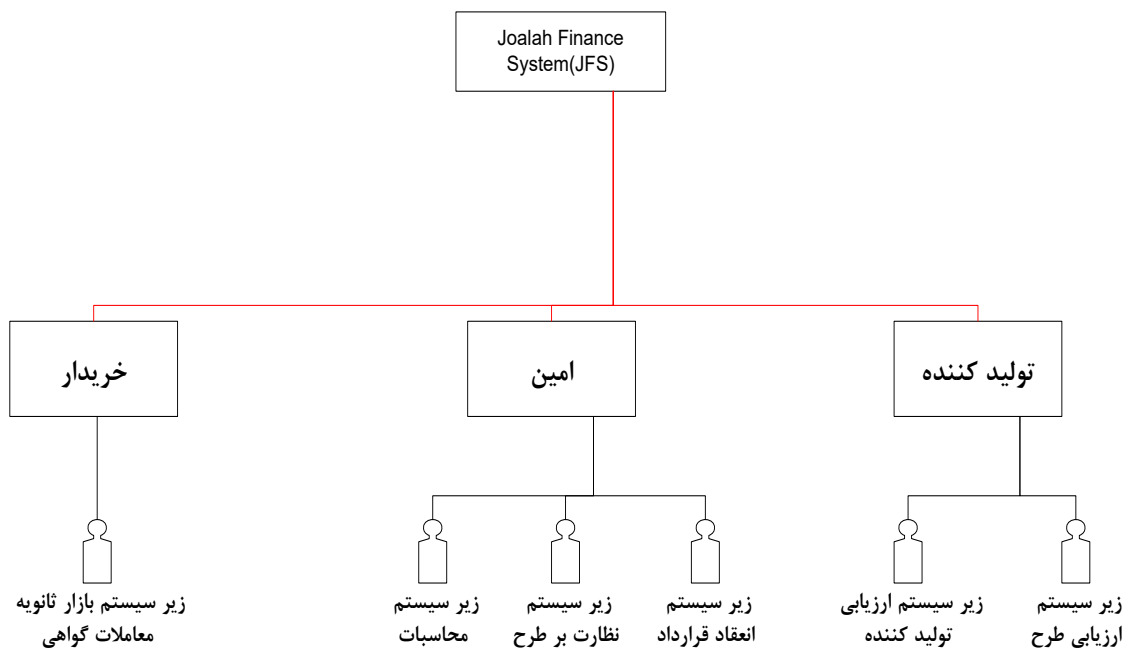 Joalah Finance
System(JFS)
تولید کننده
امین
خریدار
زیر سیستم
ارزیابی طرح
زیر سیستم ارزیابی
تولید کننده
زیر سیستم
انعقاد قرارداد
زیر سیستم
نظارت بر طرح
زیر سیستم
محاسبات
زیر سیستم بازار ثانویه
معاملات گواهی